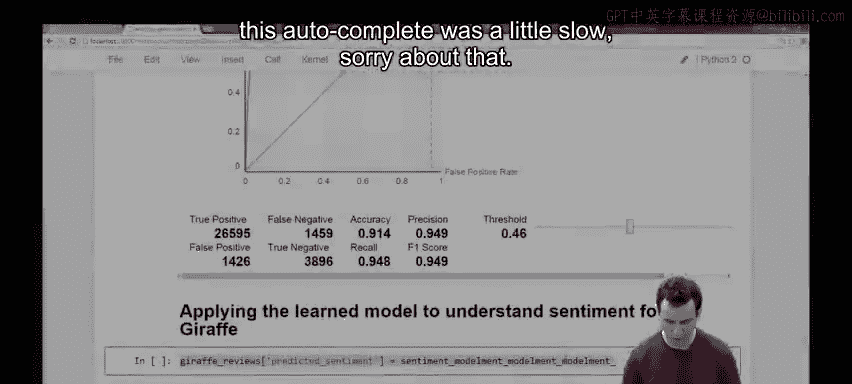 GPT中英字幕课程资源@bilibili.com
this auto-complete was a little slow,
sorry about that.
File Edit View Insert Cell Kernel Python 2
0.4
0.2
0
0 0.2 0.4 0.6 0.8 1
False Positive Rate
True Positive False Negative Accuracy Precision Threshold
26595 1459 0.914 0.949 0.46
False Positive True Negative Recall F1 Score
1426 3896 0.948 0.949
Applying the learned model to understand sentiment fo
Giraffe
In [ ]: giraffe_reviews['predicted_sentiment'] = sentiment_modelment_modelment_modelment_